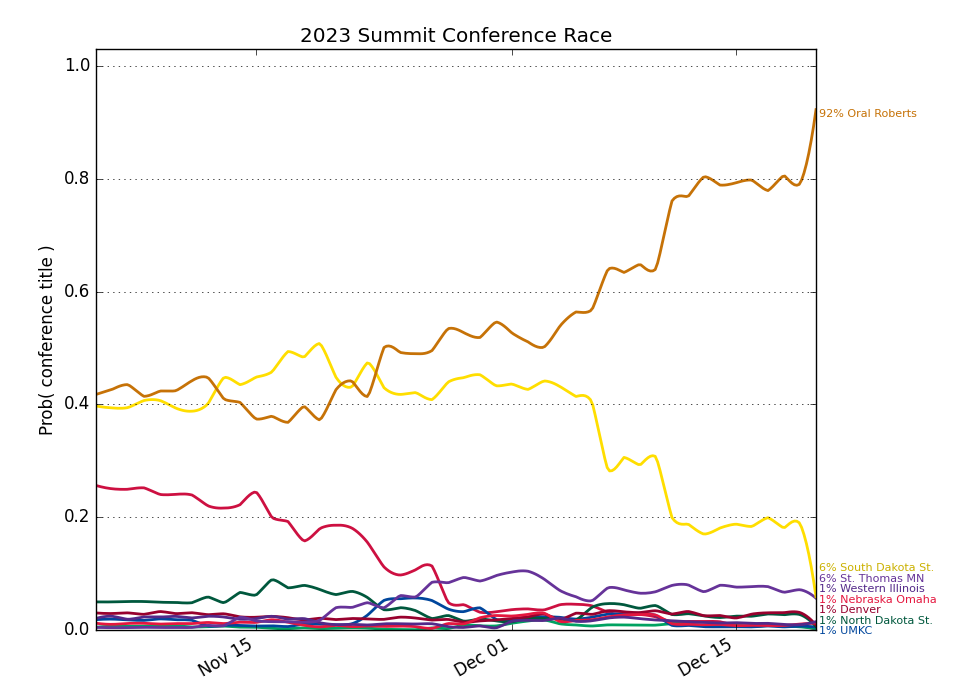 2023 Summit Conference Race
Prob( conference title )
1.0
0.8
0.6
0.4
0.2
0.0
Nov 15
Dec 01
Dec 15
92% Oral Roberts
6% South Dakota St.
6% St. Thomas MN
1% Western Illinois
1% Nebraska Omaha
1% Denver
1% North Dakota St.
1% UMKC